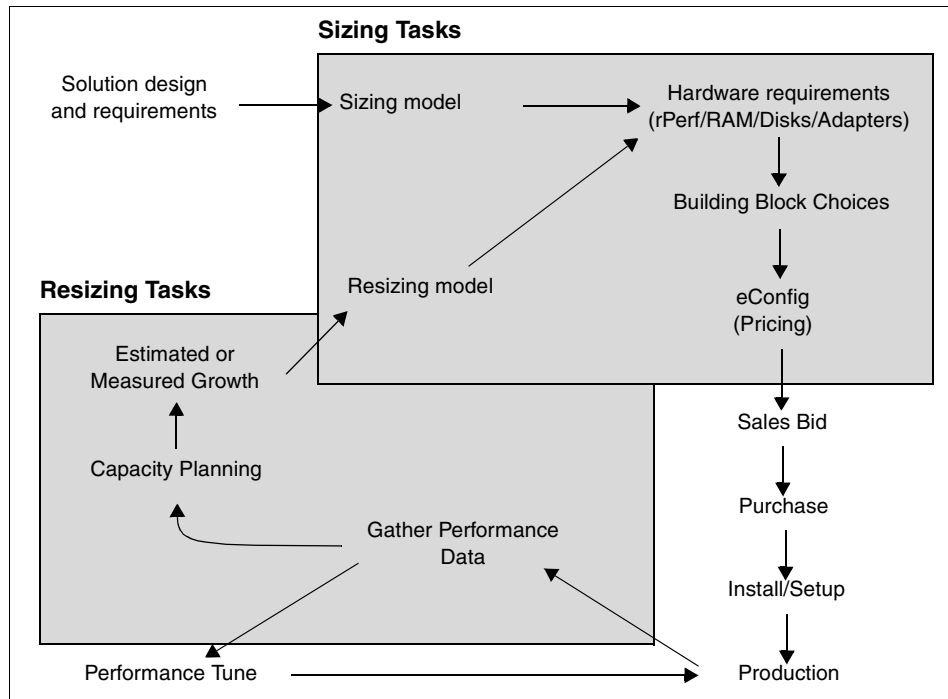 Sizing Tasks
Solution design
and requirements
Sizing model
Hardware requirements
(rPerf/RAM/Disks/Adapters)
Building Block Choices
Resizing model
Resizing Tasks
eConfig
(Pricing)
Estimated or
Measured Growth
Sales Bid
Capacity Planning
Purchase
Gather Performance
Data
Install/Setup
Performance Tune
Production